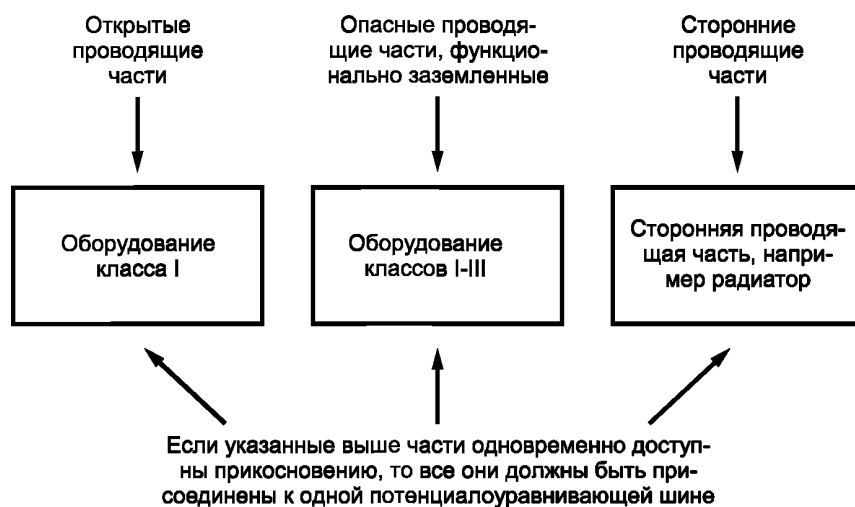 Открытые
проводящие
части
Опасные проводя-
щие части, функцио-
нально заземленные
Сторонние
проводящие
части
Оборудование
класса I
Оборудование
классов I-III
Сторонняя проводя-
щая часть, напри-
мер радиатор
Если указанные выше части одновременно доступ-
ны прикосновению, то все они должны быть при-
соединены к одной потенциалоуравнивающей шине